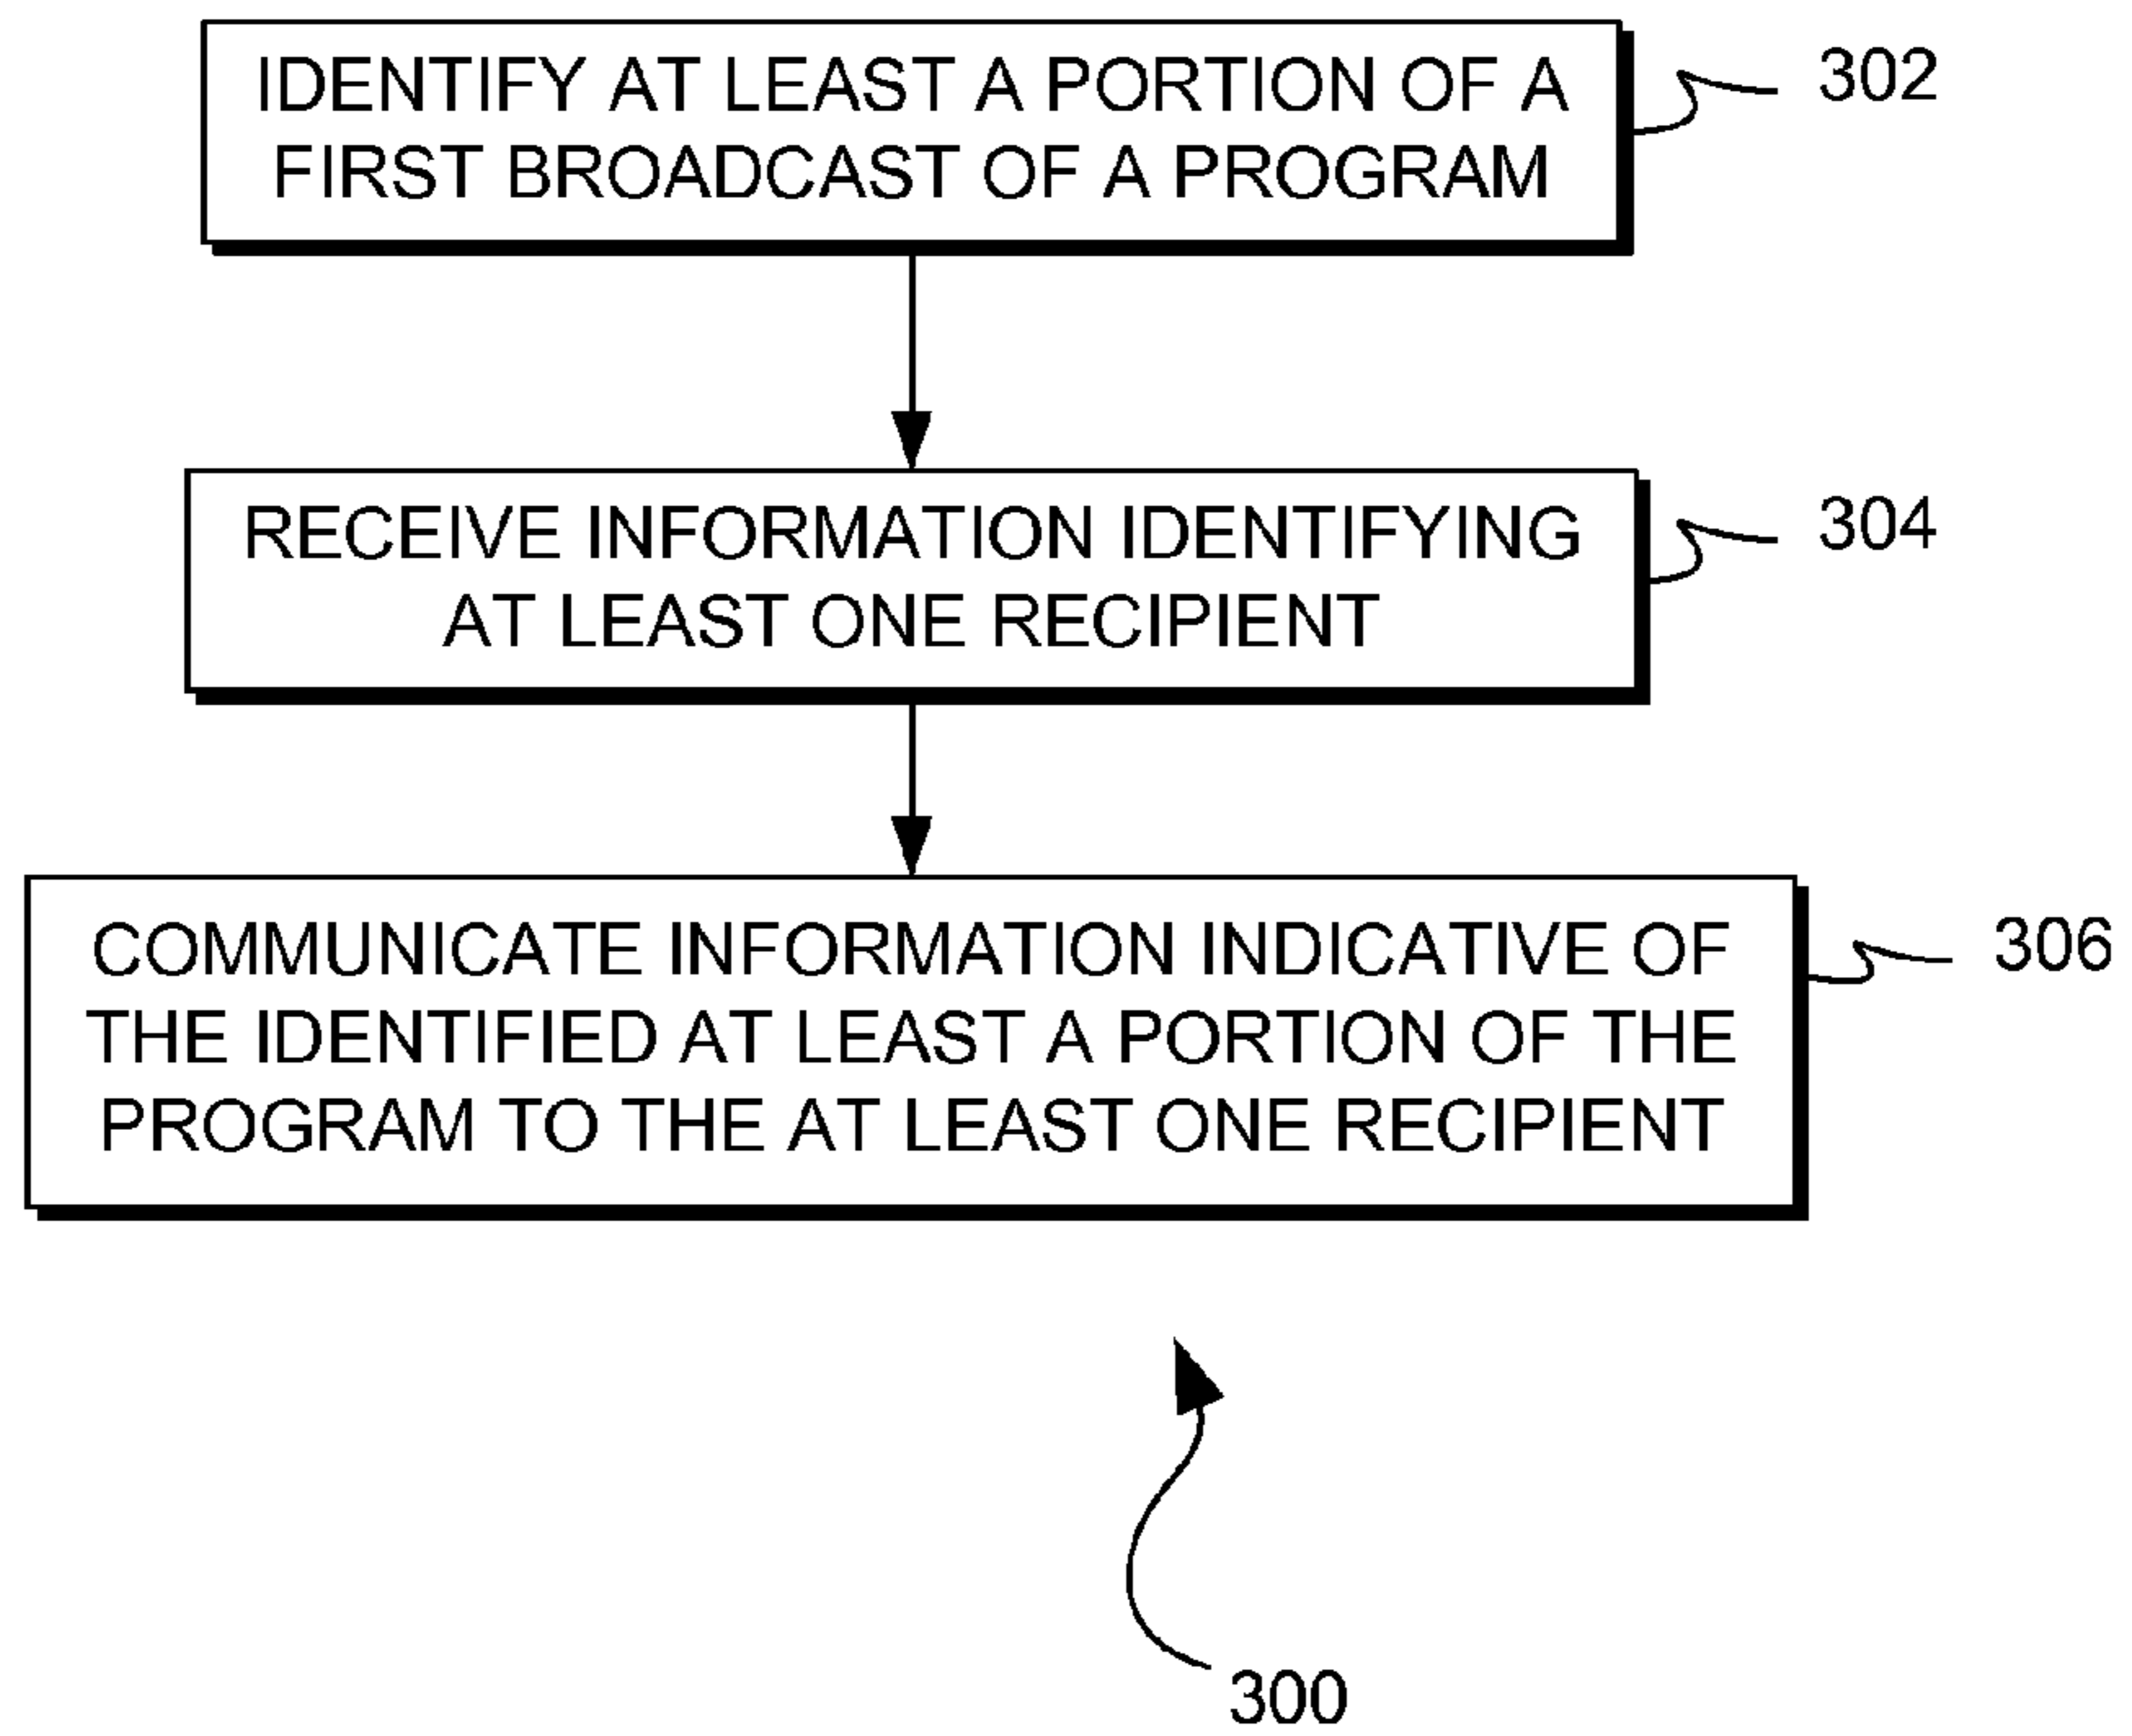 IDENTIFY AT LEAST A PORTION OF A
FIRST BROADCAST OF A PROGRAM
302
RECEIVE INFORMATION IDENTIFYING
AT LEAST ONE RECIPIENT
304
COMMUNICATE INFORMATION INDICATIVE OF
THE IDENTIFIED AT LEAST A PORTION OF THE
PROGRAM TO THE AT LEAST ONE RECIPIENT
306
300